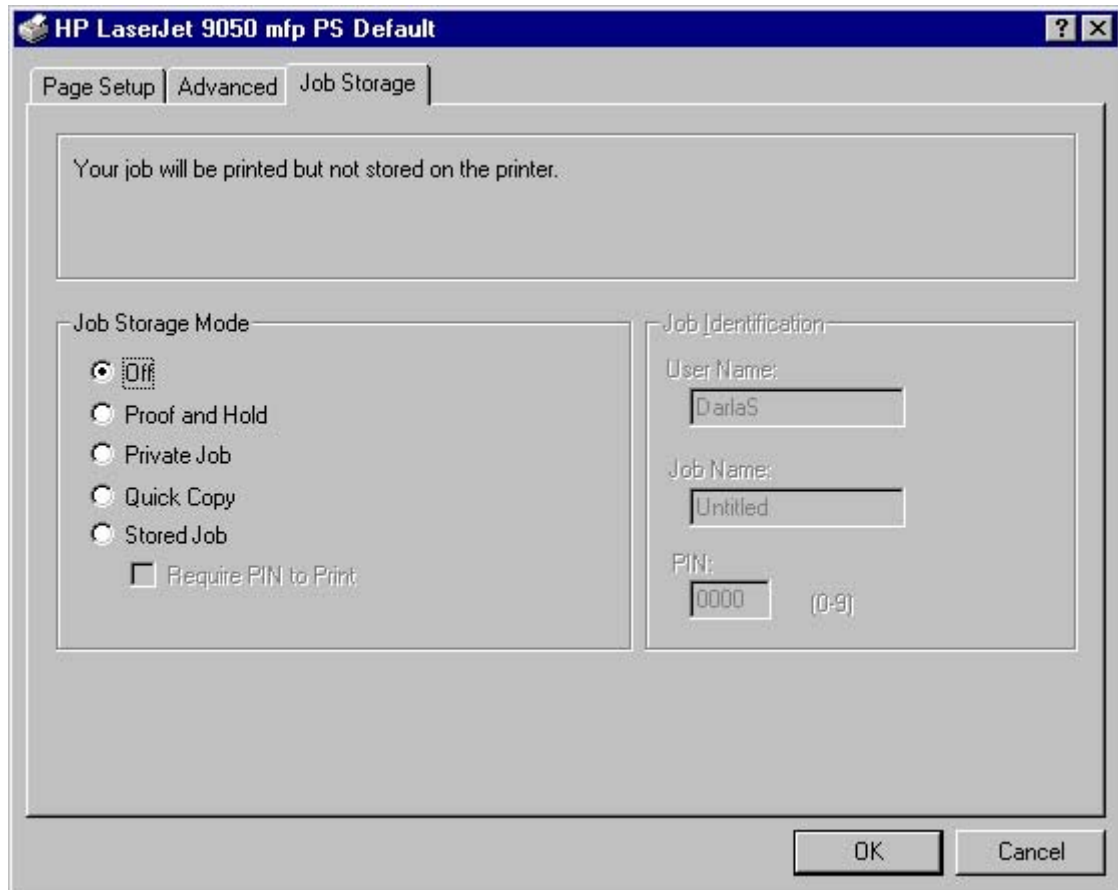 HP LaserJet 9050 mfp PS Default
Page Setup Advanced Job Storage
Your job will be printed but not stored on the printer.
Job Storage Mode
Off
Proof and Hold
Private Job
Quick Copy
Stored Job
Require PIN to Print
Job Identification
User Name:
DarlaS
Job Name:
Untitled
PIN:
0000 (0-9)
OK Cancel